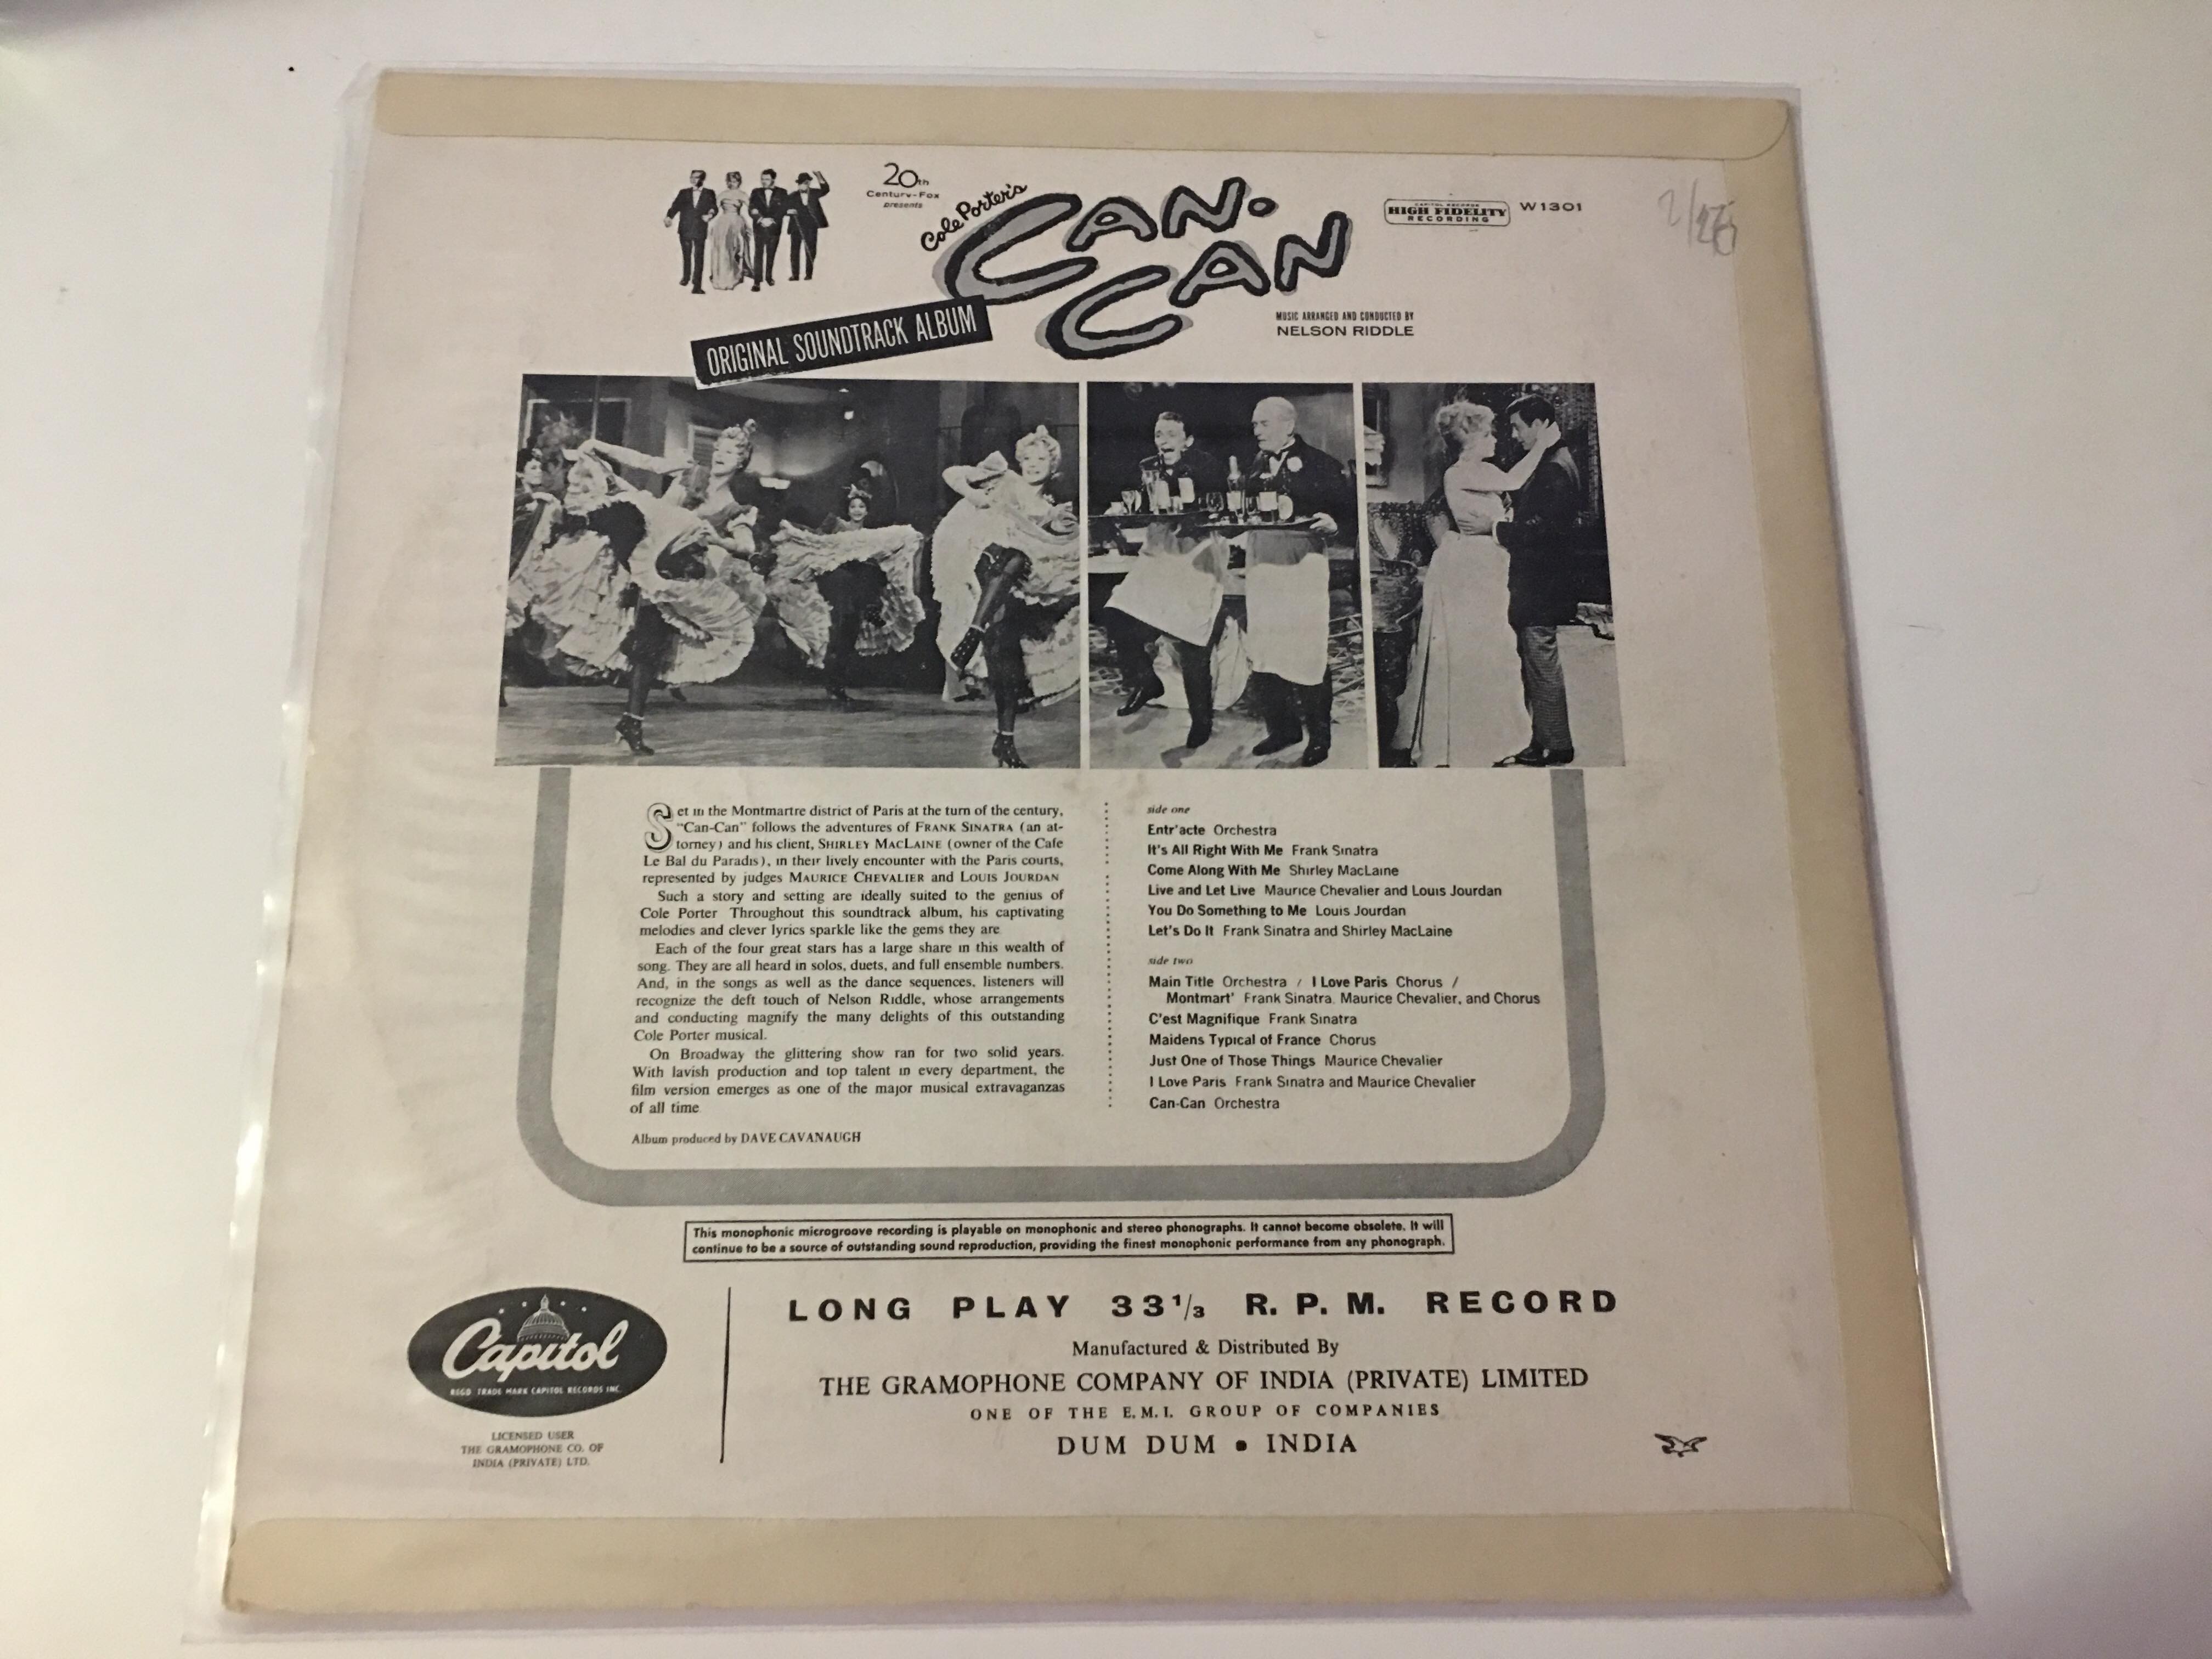 20th
Century-Fox
presents
Cole Porter's
CAN-
CAN
CAPITOL RECORDS
HIGH FIDELITY
RECORDING
W1301
ORIGINAL SOUNDTRACK ALBUM
MUSIC ARRANGED AND CONDUCTED BY
NELSON RIDDLE
Set in the Montmartre district of Paris at the turn of the century,
"Can-Can" follows the adventures of FRANK SINATRA (an at-
torney) and his client, SHIRLEY MACLAINE (owner of the Cafe
Le Bal du Paradis), in their lively encounter with the Paris courts,
represented by judges MAURICE CHEVALIER and LOUIS JOURDAN
Such a story and setting are ideally suited to the genius of
Cole Porter Throughout this soundtrack album, his captivating
melodies and clever lyrics sparkle like the gems they are
Each of the four great stars has a large share in this wealth of
song. They are all heard in solos, duets, and full ensemble numbers.
And, in the songs as well as the dance sequences, listeners will
recognize the deft touch of Nelson Riddle, whose arrangements
and conducting magnify the many delights of this outstanding
Cole Porter musical.
On Broadway the glittering show ran for two solid years.
With lavish production and top talent in every department, the
film version emerges as one of the major musical extravaganzas
of all time
Album produced by DAVE CAVANAUGH
side one
Entr'acte Orchestra
It's All Right With Me Frank Sinatra
Come Along With Me Shirley MacLaine
Live and Let Live Maurice Chevalier and Louis Jourdan
You Do Something to Me Louis Jourdan
Let's Do It Frank Sinatra and Shirley MacLaine
side two
Main Title Orchestra / I Love Paris Chorus /
Montmart' Frank Sinatra, Maurice Chevalier, and Chorus
C'est Magnifique Frank Sinatra
Maidens Typical of France Chorus
Just One of Those Things Maurice Chevalier
I Love Paris Frank Sinatra and Maurice Chevalier
Can-Can Orchestra
This monophonic microgroove recording is playable on monophonic and stereo phonographs. It cannot become obsolete. It will
continue to be a source of outstanding sound reproduction, providing the finest monophonic performance from any phonograph.
Capitol
REGD TRADE MARK CAPITOL RECORDS INC.
LICENSED USER
THE GRAMOPHONE CO. OF
INDIA (PRIVATE) LTD.
LONG PLAY 33 1/3 R. P. M. RECORD
Manufactured & Distributed By
THE GRAMOPHONE COMPANY OF INDIA (PRIVATE) LIMITED
ONE OF THE E.M.I. GROUP OF COMPANIES
DUM DUM • INDIA